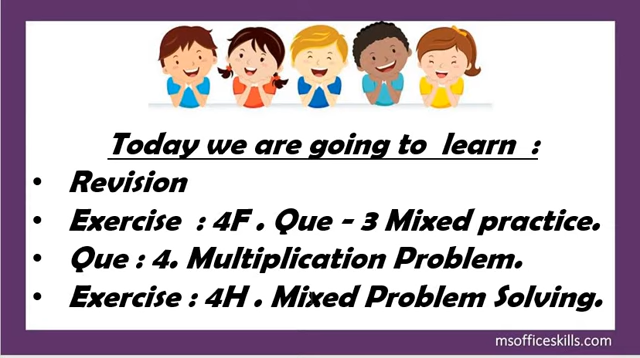 Today we are going to learn :
• Revision
• Exercise : 4F . Que - 3 Mixed practice.
• Que : 4. Multiplication Problem.
• Exercise : 4H . Mixed Problem Solving.
msofficeskills.com